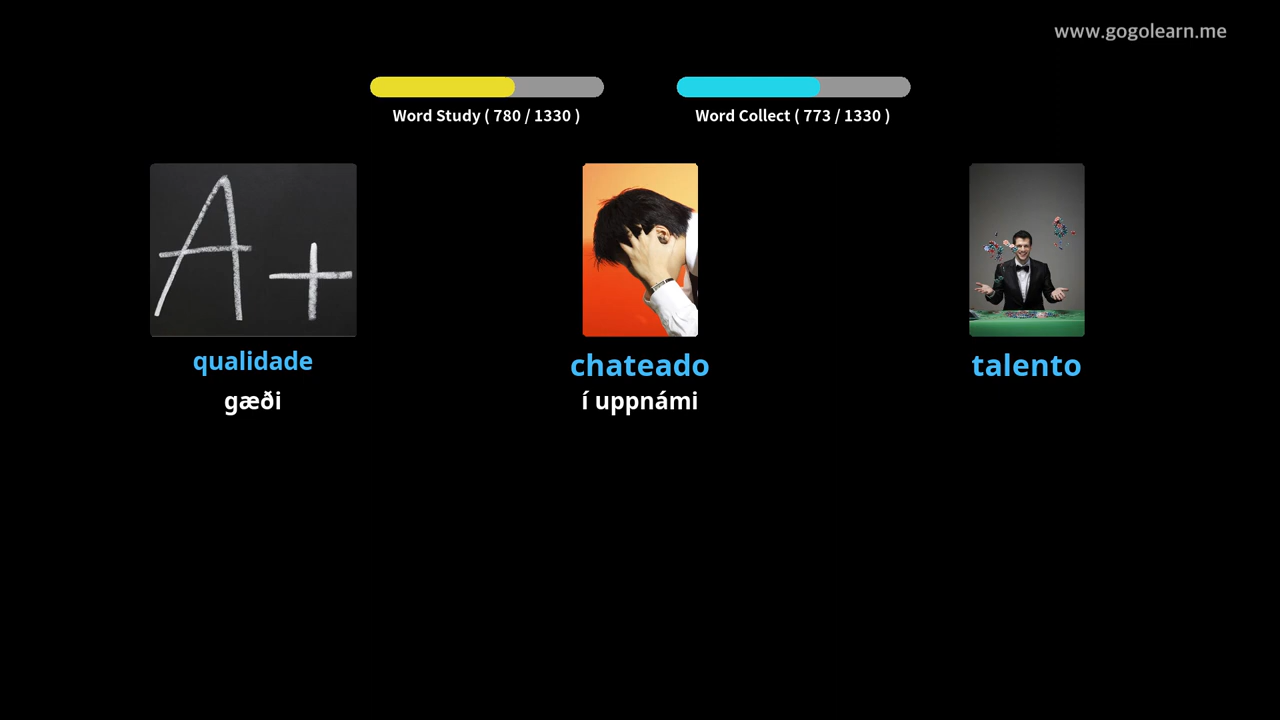 www.gogolearn.me
Word Study ( 780 / 1330 )
Word Collect ( 773 / 1330 )
A+
qualidade
gæði
chateado
í uppnámi
talento